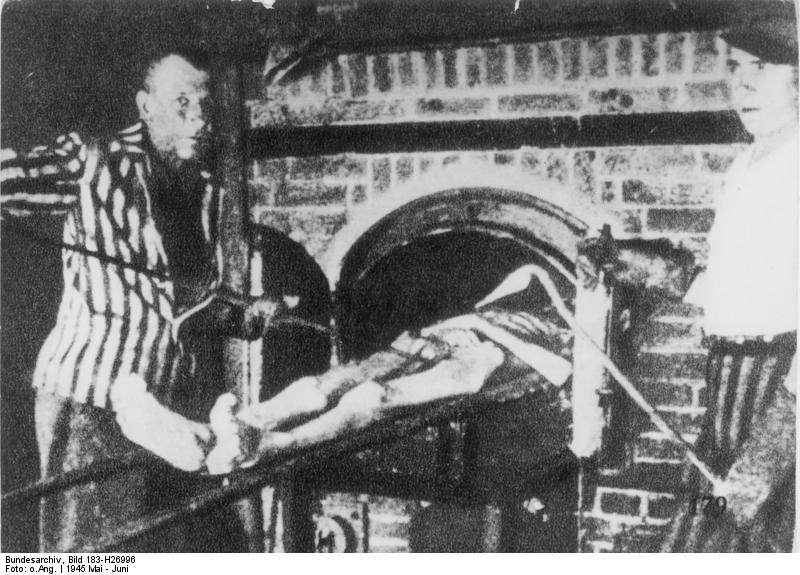 179
Bundesarchiv, Bild 183-H26996
Foto: o.Ang. | 1945 Mai - Juni